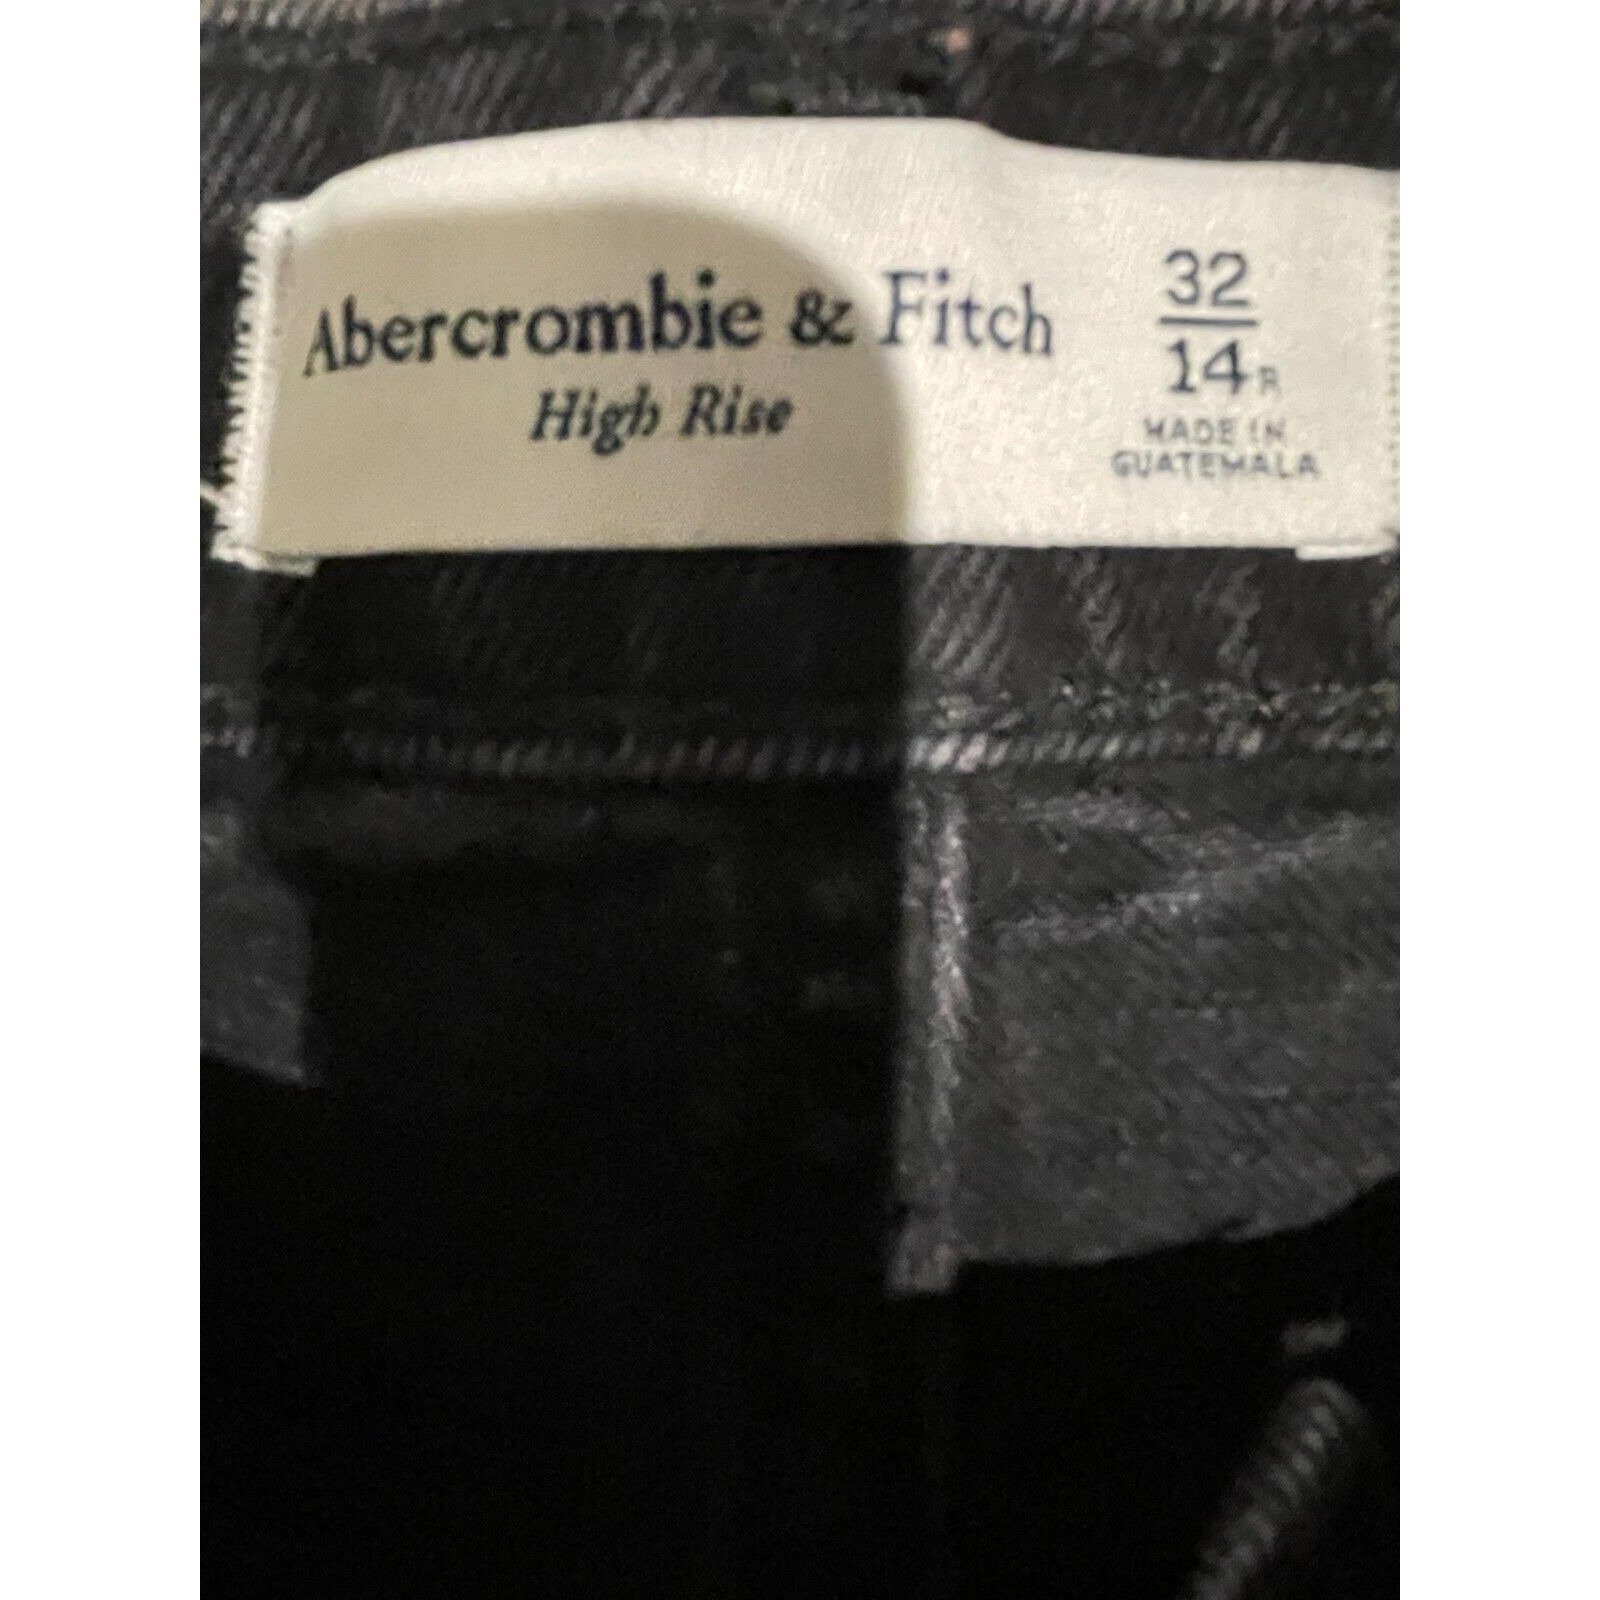 Abercrombie & Fitch
High Rise
32
14R
MADE IN
GUATEMALA